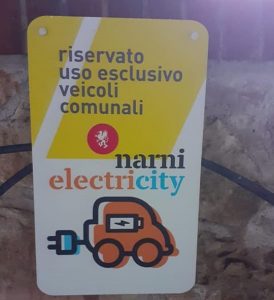 riservato
uso esclusivo
veicoli
comunali
narni
electricity